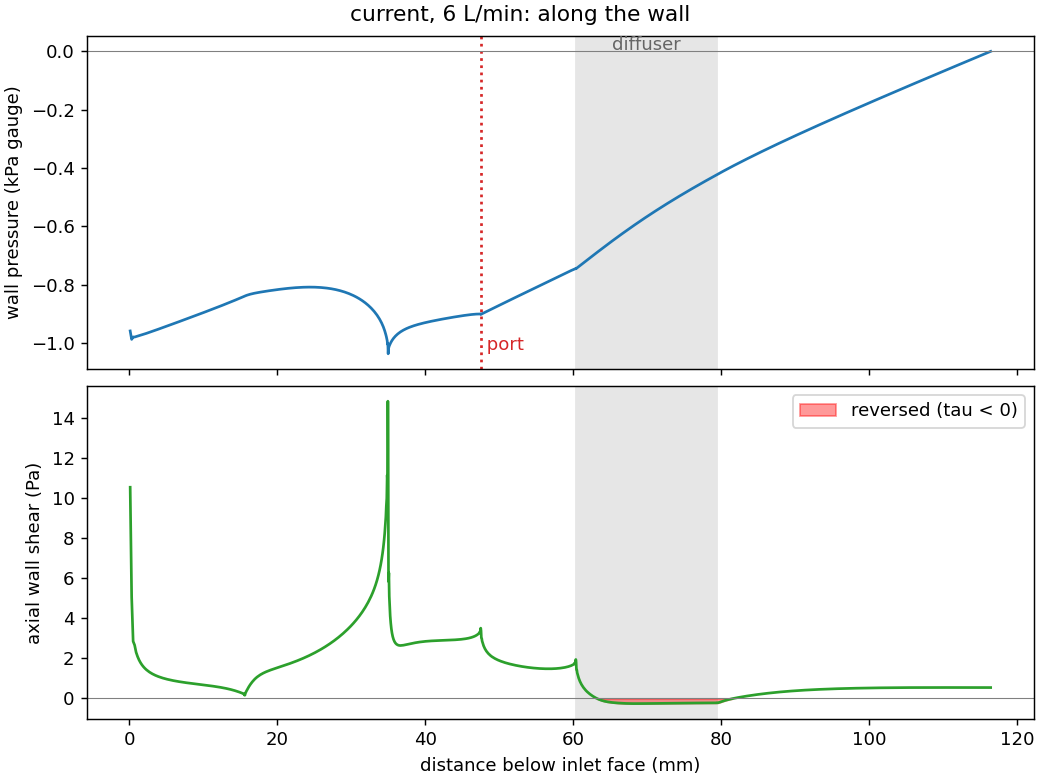 current, 6 L/min: along the wall
diffuser
0.0
−0.2
−0.4
−0.6
−0.8
−1.0
wall pressure (kPa gauge)
port
reversed (tau < 0)
14
12
10
8
6
4
2
0
axial wall shear (Pa)
0 20 40 60 80 100 120
distance below inlet face (mm)